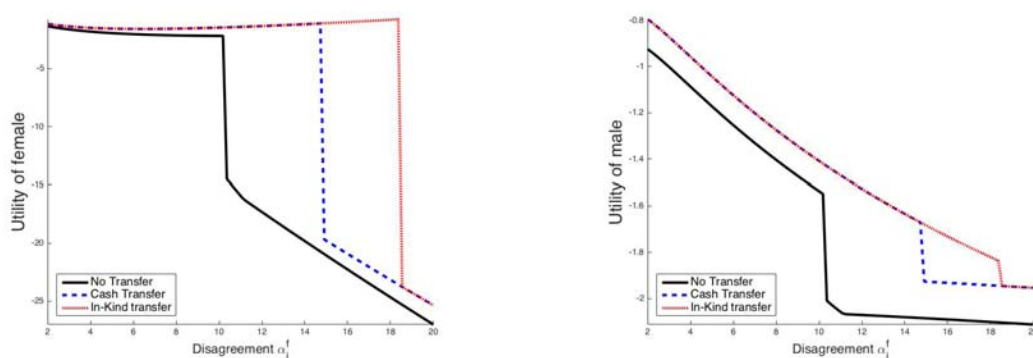 Utility of female
-5
-10
-15
-20
-25
No Transfer
Cash Transfer
In-Kind transfer
2 4 6 8 10 12 14 16 18 20
Disagreement α_i^f
Utility of male
-0.8
-1
-1.2
-1.4
-1.6
-1.8
-2
No Transfer
Cash Transfer
In-Kind transfer
2 4 6 8 10 12 14 16 18
Disagreement α_i^f